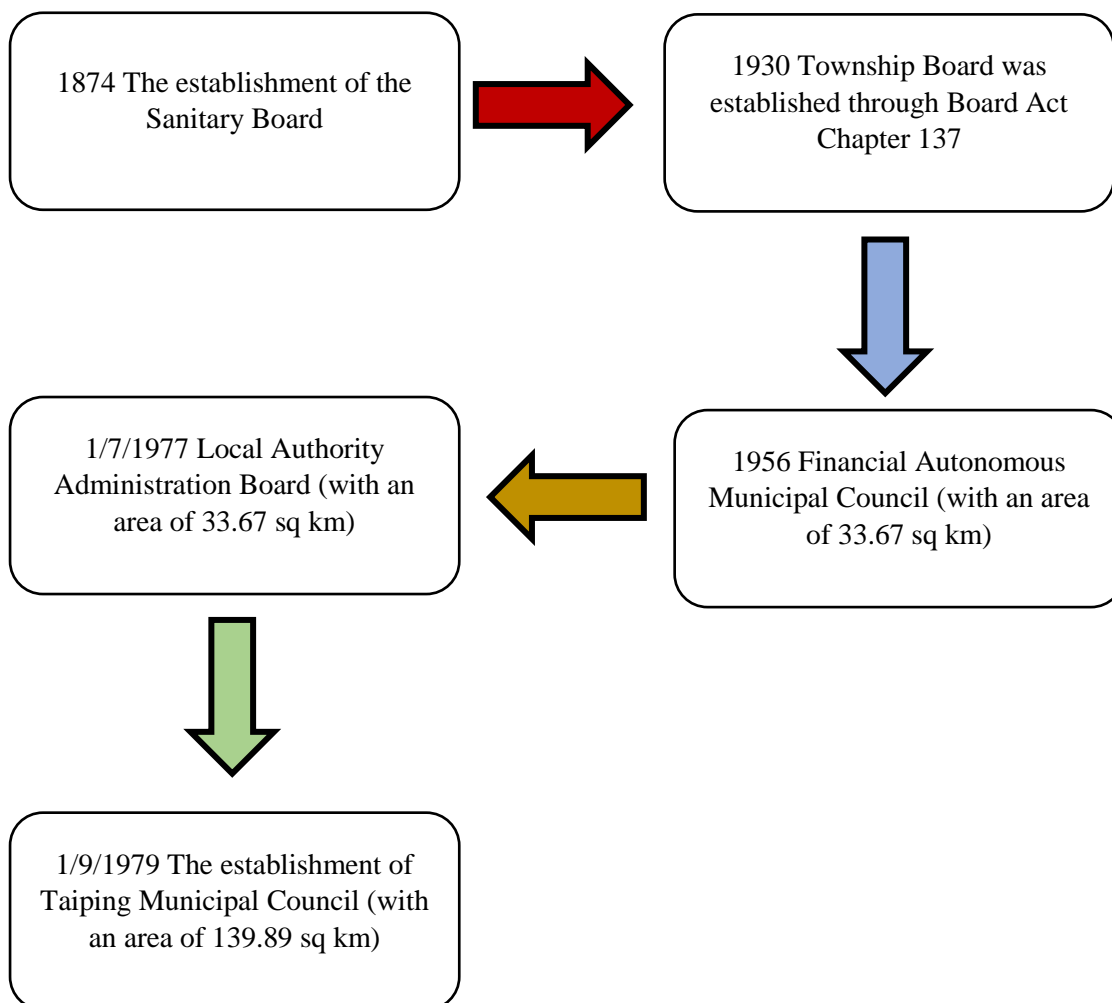 1874 The establishment of the
Sanitary Board
1930 Township Board was
established through Board Act
Chapter 137
1956 Financial Autonomous
Municipal Council (with an area
of 33.67 sq km)
1/7/1977 Local Authority
Administration Board (with an
area of 33.67 sq km)
1/9/1979 The establishment of
Taiping Municipal Council (with
an area of 139.89 sq km)